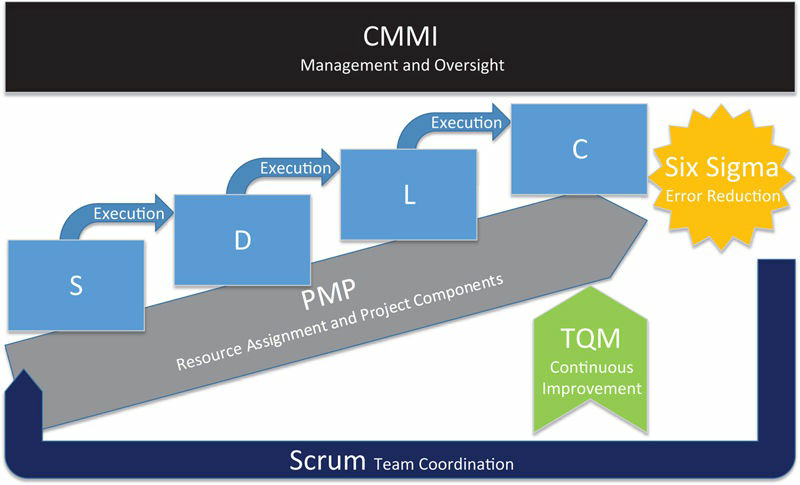 CMMI
Management and Oversight
Execution
C
Six Sigma
Error Reduction
Execution
L
Execution
D
S
PMP
Resource Assignment and Project Components
TQM
Continuous
Improvement
Scrum Team Coordination